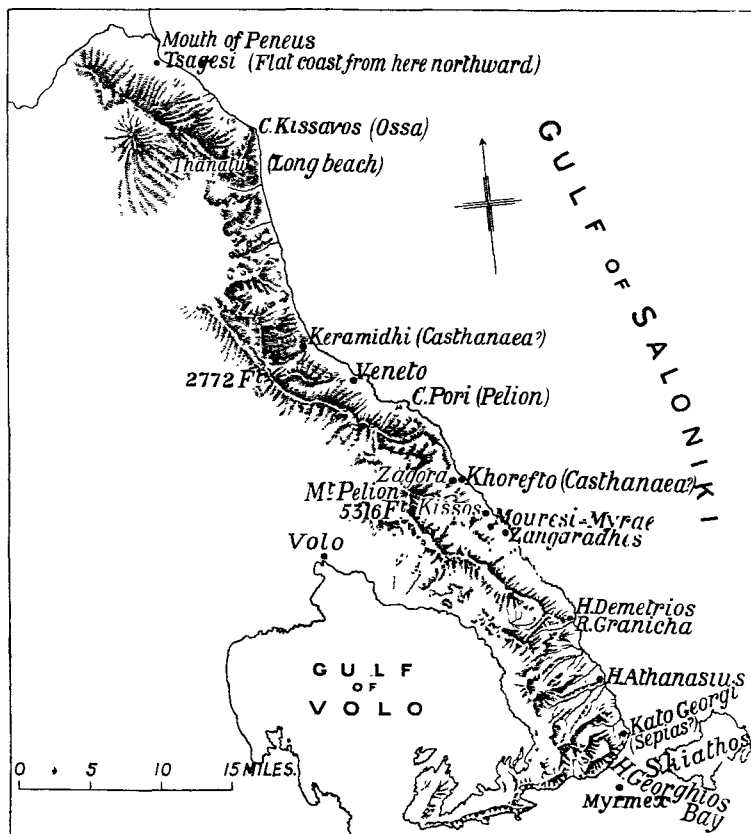 Mouth of Peneus
Tsagesi (Flat coast from here northward)
C. Kissavos (Ossa)
Thanatu (Long beach)
GULF OF SALONIKI
Keramidhi (Casthanaea?)
Veneto
2772 Ft
C. Pori (Pelion)
Zagora
Khorefto (Casthanaea?)
Mt Pelion
5316 Ft
Kissos
Mouresi-Myrae
Zangaradhes
Volo
H. Demetrios
R. Granicha
GULF
OF
VOLO
H. Athanasius
Kato Georgi
(Sepias?)
Skiathos
0 5 10 15 MILES.
H. Georghios
Bay
Myrmex